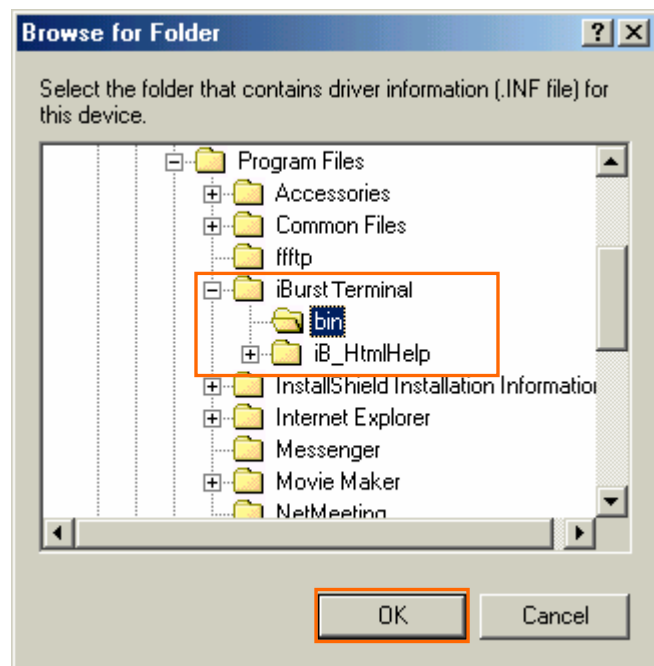 Browse for Folder
Select the folder that contains driver information (.INF file) for
this device.
Program Files
Accessories
Common Files
ffftp
iBurst Terminal
bin
iB_HtmlHelp
InstallShield Installation Information
Internet Explorer
Messenger
Movie Maker
NetMeeting
OK Cancel